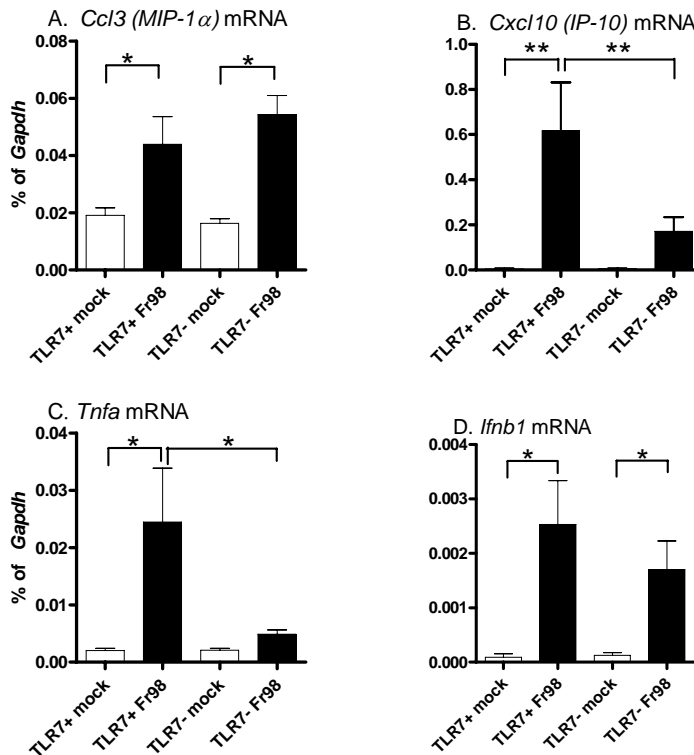 A. Ccl3 (MIP-1α) mRNA
% of Gapdh
0.08
0.06
0.04
0.02
0.00
*
*
TLR7+ mock
TLR7+ Fr98
TLR7- mock
TLR7- Fr98
B. Cxcl10 (IP-10) mRNA
1.0
0.8
0.6
0.4
0.2
0.0
**
**
TLR7+ mock
TLR7+ Fr98
TLR7- mock
TLR7- Fr98
C. Tnfa mRNA
% of Gapdh
0.04
0.03
0.02
0.01
0.00
*
*
TLR7+ mock
TLR7+ Fr98
TLR7- mock
TLR7- Fr98
D. Ifnb1 mRNA
0.004
0.003
0.002
0.001
0.000
*
*
TLR7+ mock
TLR7+ Fr98
TLR7- mock
TLR7- Fr98